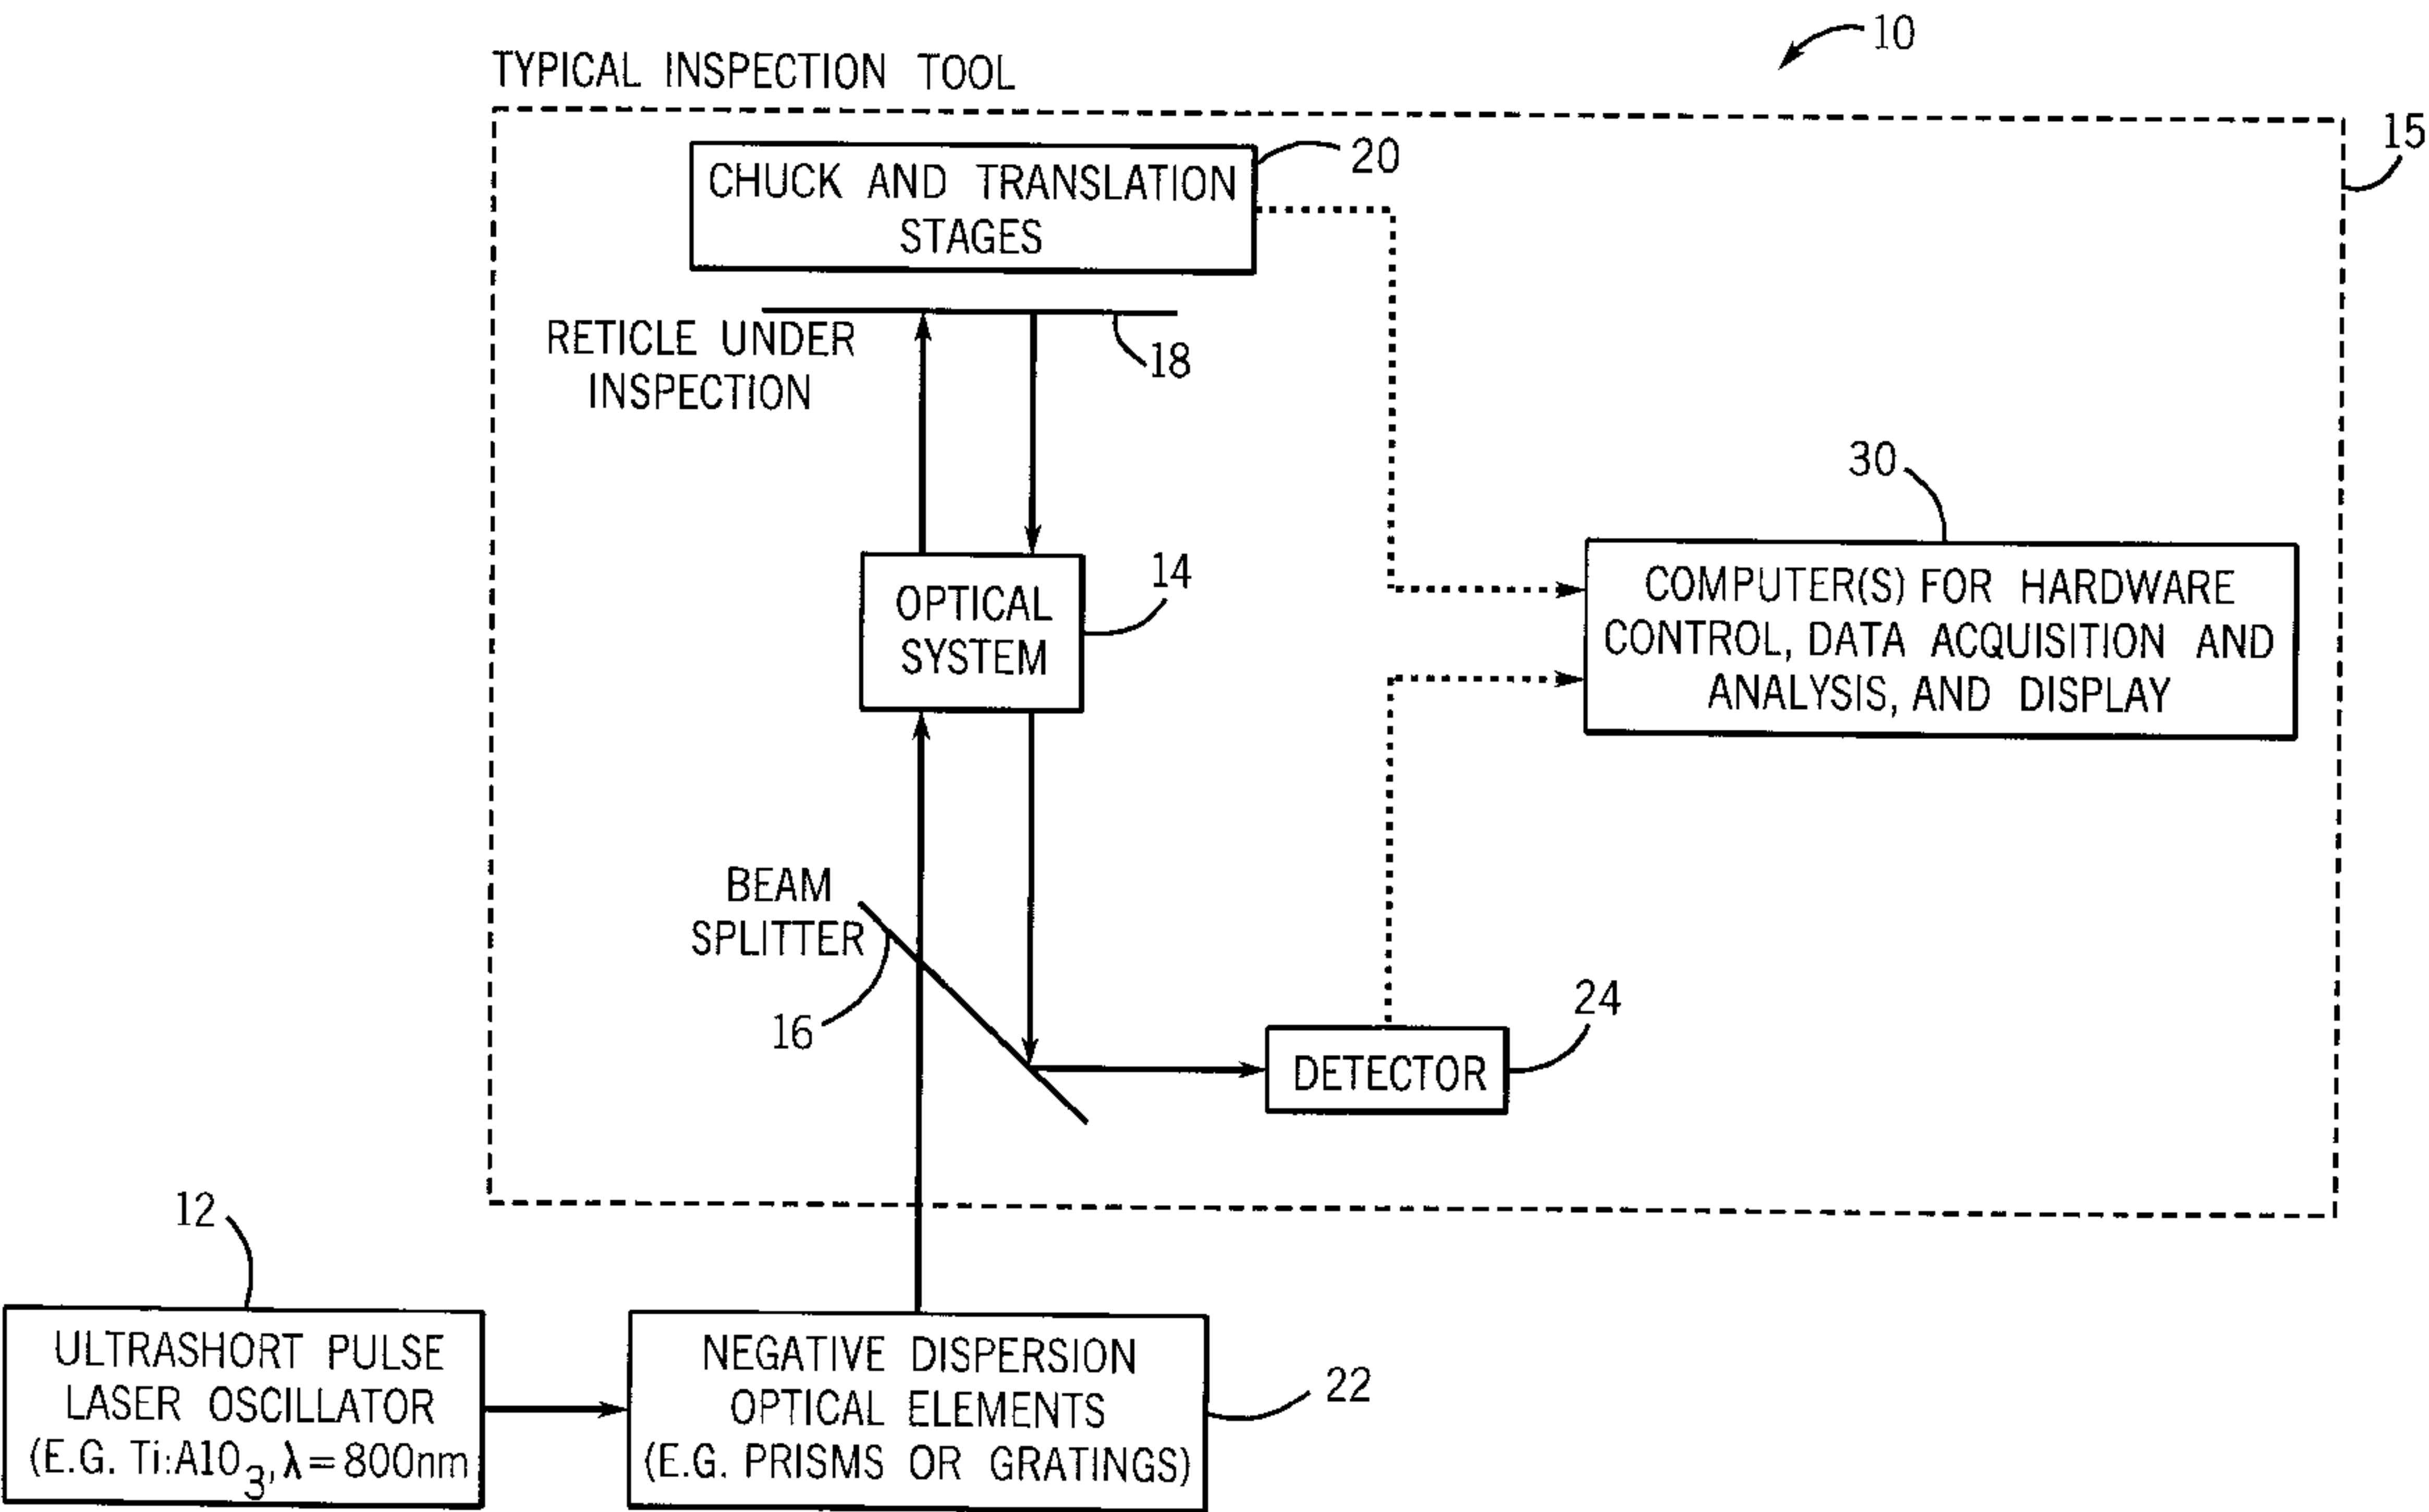 10
TYPICAL INSPECTION TOOL
15
20
CHUCK AND TRANSLATION
STAGES
RETICLE UNDER
INSPECTION
18
30
14
OPTICAL
SYSTEM
COMPUTER(S) FOR HARDWARE
CONTROL, DATA ACQUISITION AND
ANALYSIS, AND DISPLAY
BEAM
SPLITTER
16
24
DETECTOR
12
ULTRASHORT PULSE
LASER OSCILLATOR
(E.G. Ti:AlO3, λ=800nm
NEGATIVE DISPERSION
OPTICAL ELEMENTS
(E.G. PRISMS OR GRATINGS)
22